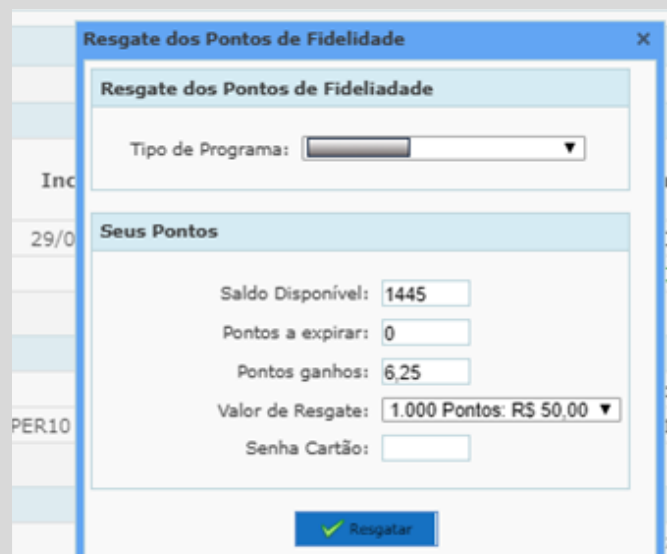 Resgate dos Pontos de Fidelidade ×
Resgate dos Pontos de Fideliadade
Tipo de Programa:
Inc
29/0
Seus Pontos
Saldo Disponível: 1445
Pontos a expirar: 0
Pontos ganhos: 6,25
Valor de Resgate: 1.000 Pontos: R$ 50,00
PER10
Senha Cartão:
Resgatar